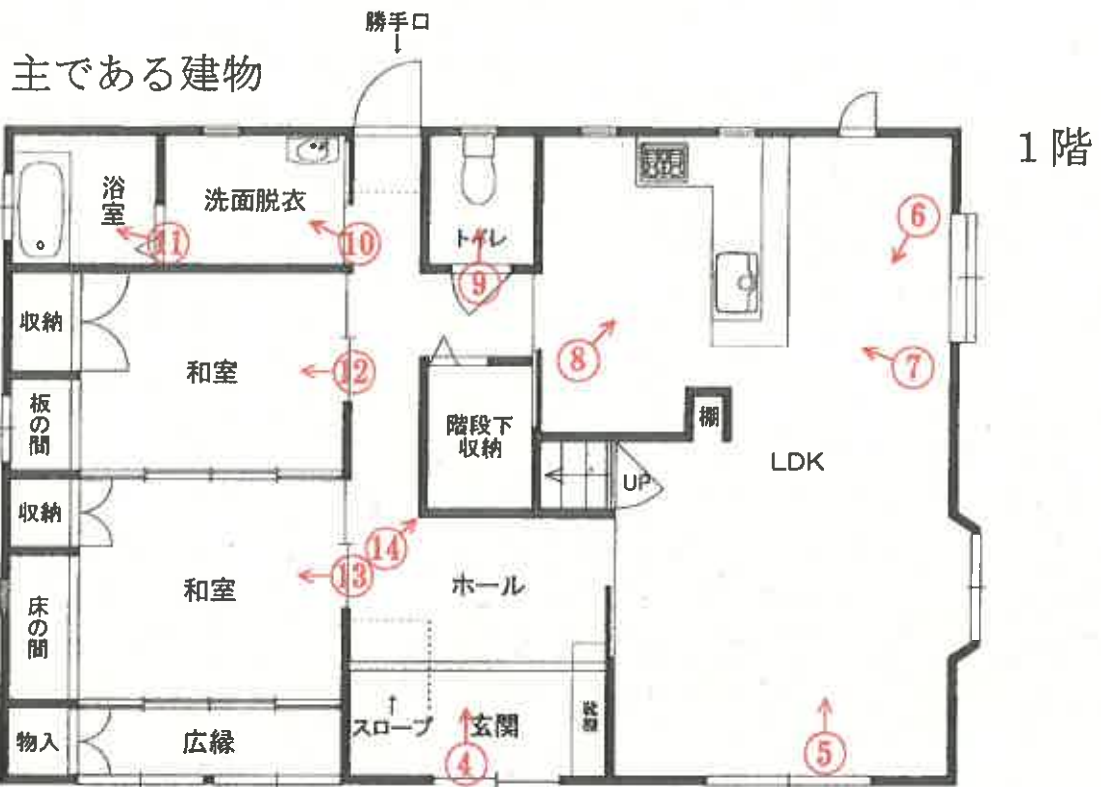 勝手口
主である建物
1階
浴室
洗面脱衣
トイレ
⑥
⑪
⑩
⑨
収納
和室
⑫
⑧
⑦
板の間
階段下
収納
棚
LDK
UP
収納
⑭
和室
⑬
ホール
床の間
スロープ
玄関
物入
広縁
④
⑤